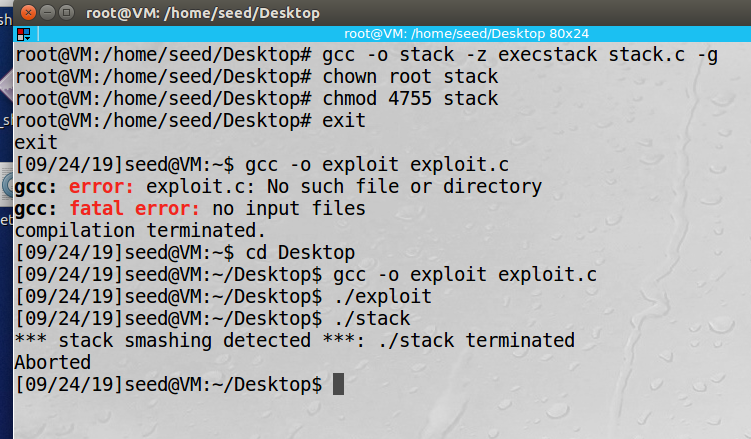 root@VM: /home/seed/Desktop
root@VM: /home/seed/Desktop 80x24
root@VM:/home/seed/Desktop# gcc -o stack -z execstack stack.c -g
root@VM:/home/seed/Desktop# chown root stack
root@VM:/home/seed/Desktop# chmod 4755 stack
root@VM:/home/seed/Desktop# exit
exit
[09/24/19]seed@VM:~$ gcc -o exploit exploit.c
gcc: error: exploit.c: No such file or directory
gcc: fatal error: no input files
compilation terminated.
[09/24/19]seed@VM:~$ cd Desktop
[09/24/19]seed@VM:~/Desktop$ gcc -o exploit exploit.c
[09/24/19]seed@VM:~/Desktop$ ./exploit
[09/24/19]seed@VM:~/Desktop$ ./stack
*** stack smashing detected ***: ./stack terminated
Aborted
[09/24/19]seed@VM:~/Desktop$